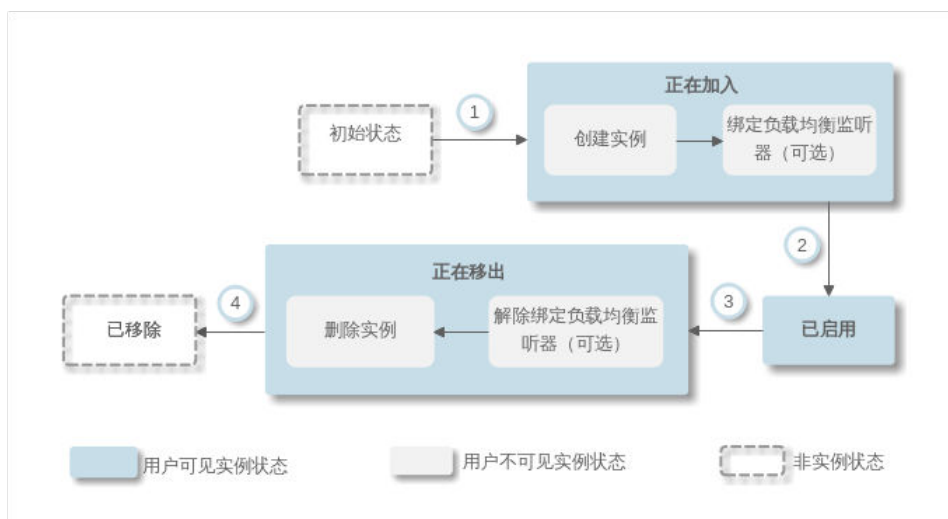 正在加入
初始状态
1
创建实例
绑定负载均衡监听
器（可选）
2
正在移出
已移除
4
删除实例
解除绑定负载均衡监
听器（可选）
3
已启用
用户可见实例状态
用户不可见实例状态
非实例状态